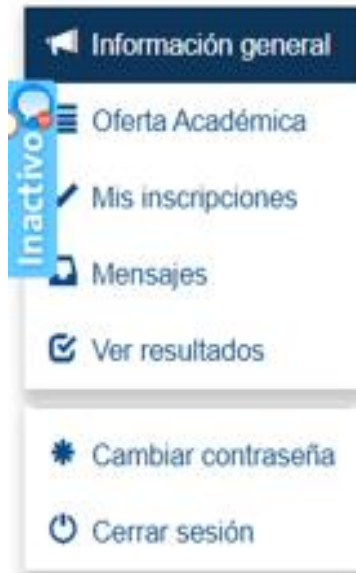 Información general
Oferta Académica
Inactivo
Mis inscripciones
Mensajes
Ver resultados
Cambiar contraseña
Cerrar sesión